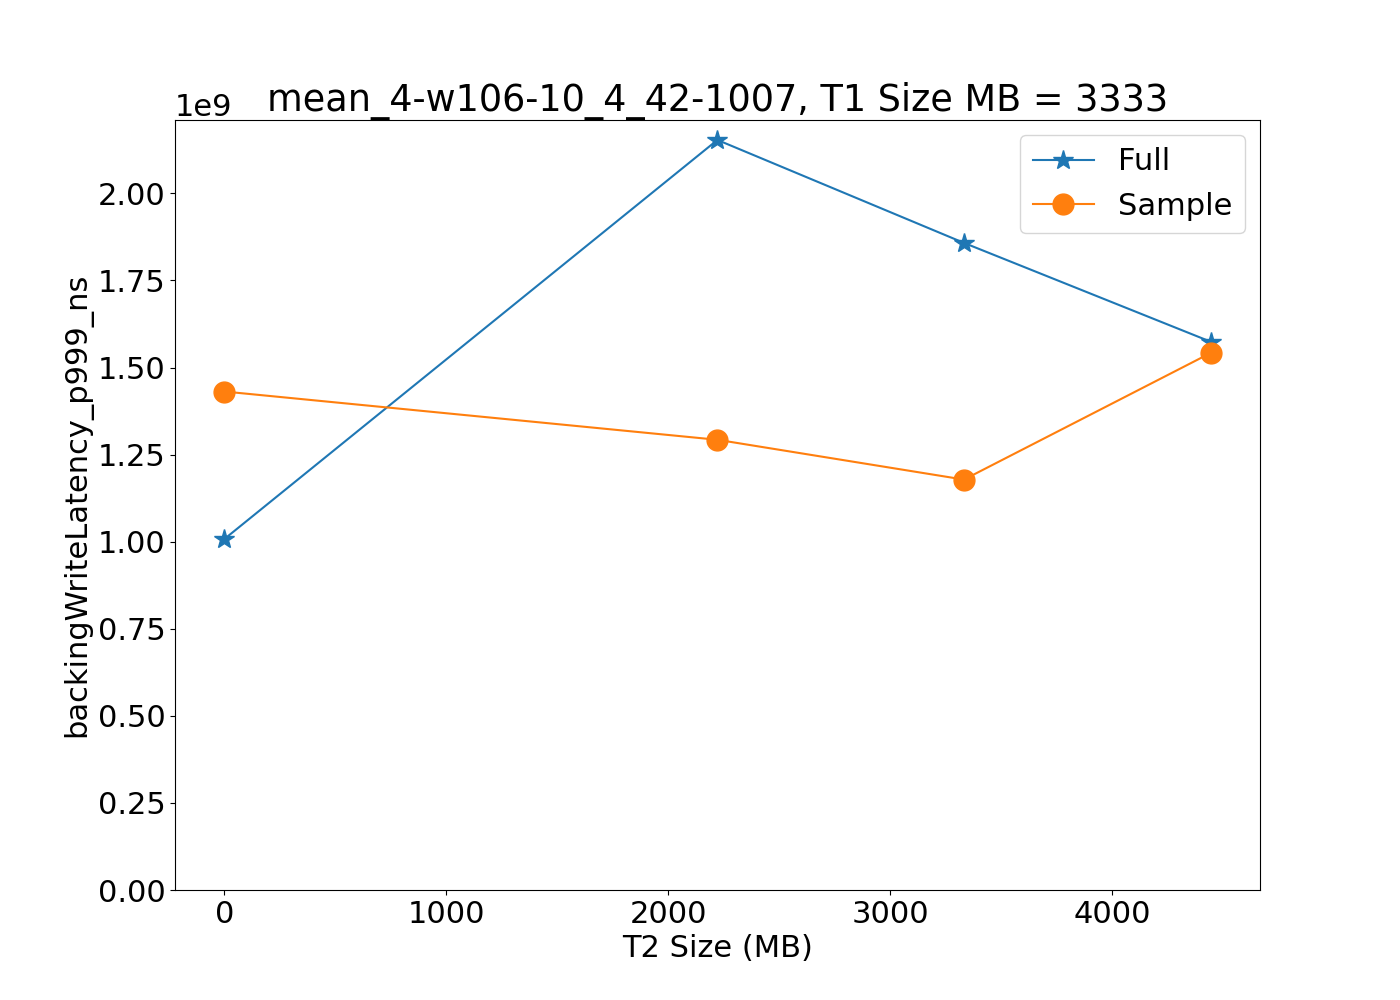 mean_4-w106-10_4_42-1007, T1 Size MB = 3333
1e9
Full
Sample
2.00
1.75
1.50
1.25
1.00
0.75
0.50
0.25
0.00
backingWriteLatency_p999_ns
0 1000 2000 3000 4000
T2 Size (MB)